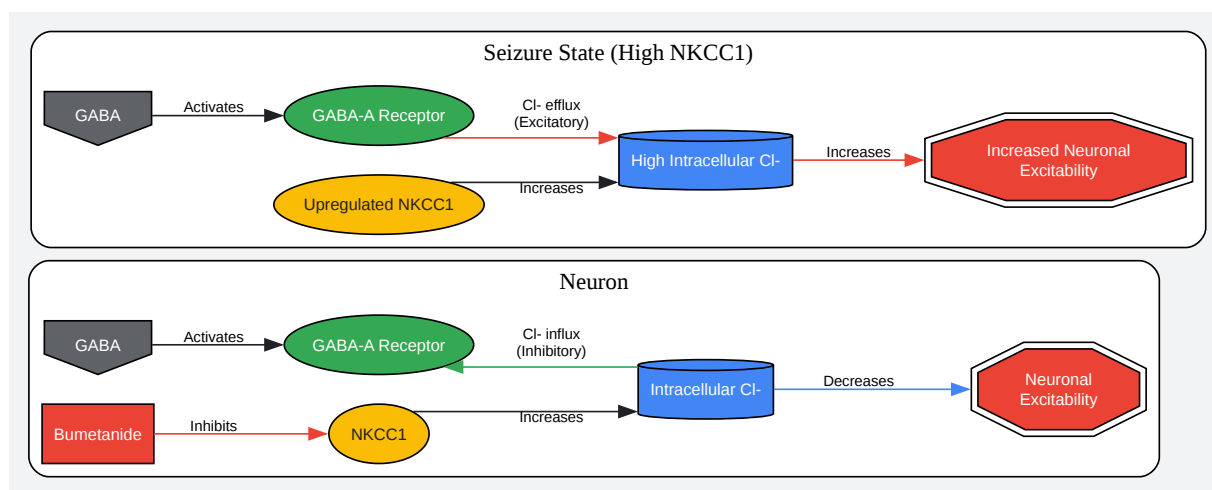 Seizure State (High NKCC1)
GABA
Activates
GABA-A Receptor
Cl- efflux
(Excitatory)
High Intracellular Cl-
Increases
Increased Neuronal
Excitability
Upregulated NKCC1
Increases
Neuron
GABA
Activates
GABA-A Receptor
Cl- influx
(Inhibitory)
Intracellular Cl-
Decreases
Neuronal
Excitability
Bumetanide
Inhibits
NKCC1
Increases